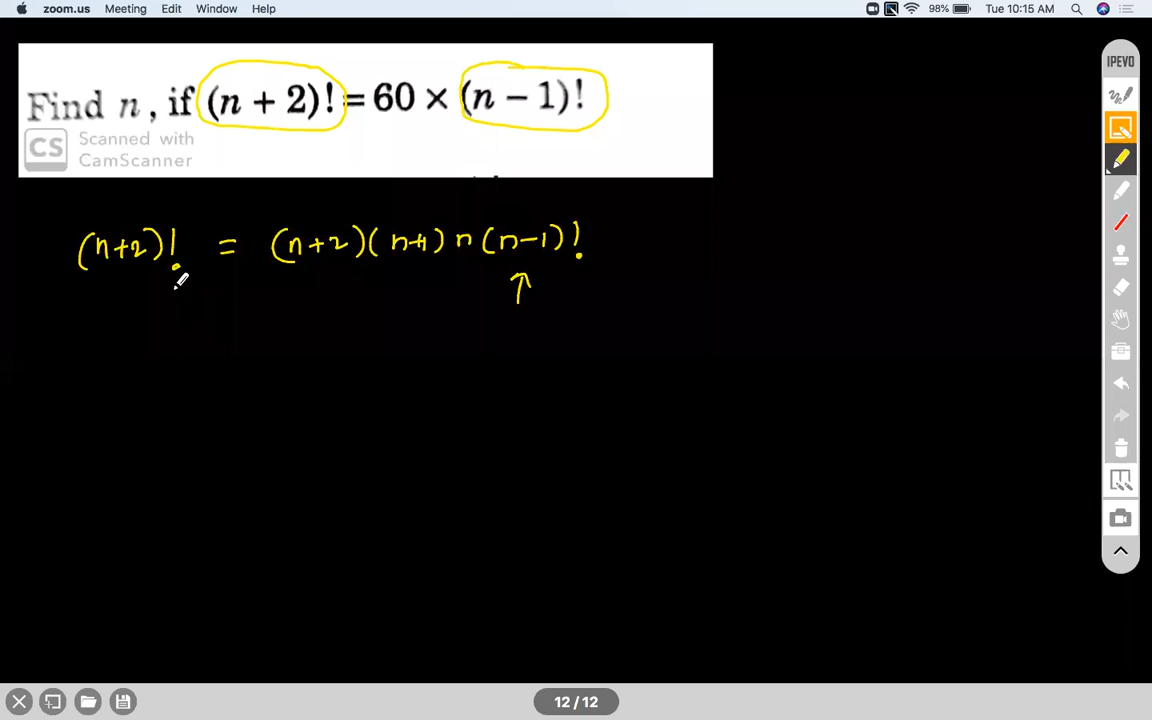 zoom.us Meeting Edit Window Help 98% Tue 10:15 AM
IPEVO
Find n, if (n + 2)! = 60 × (n − 1)!
CS Scanned with
CamScanner
(n+2)! = (n+2)(n+1) n (n-1)!
12 / 12